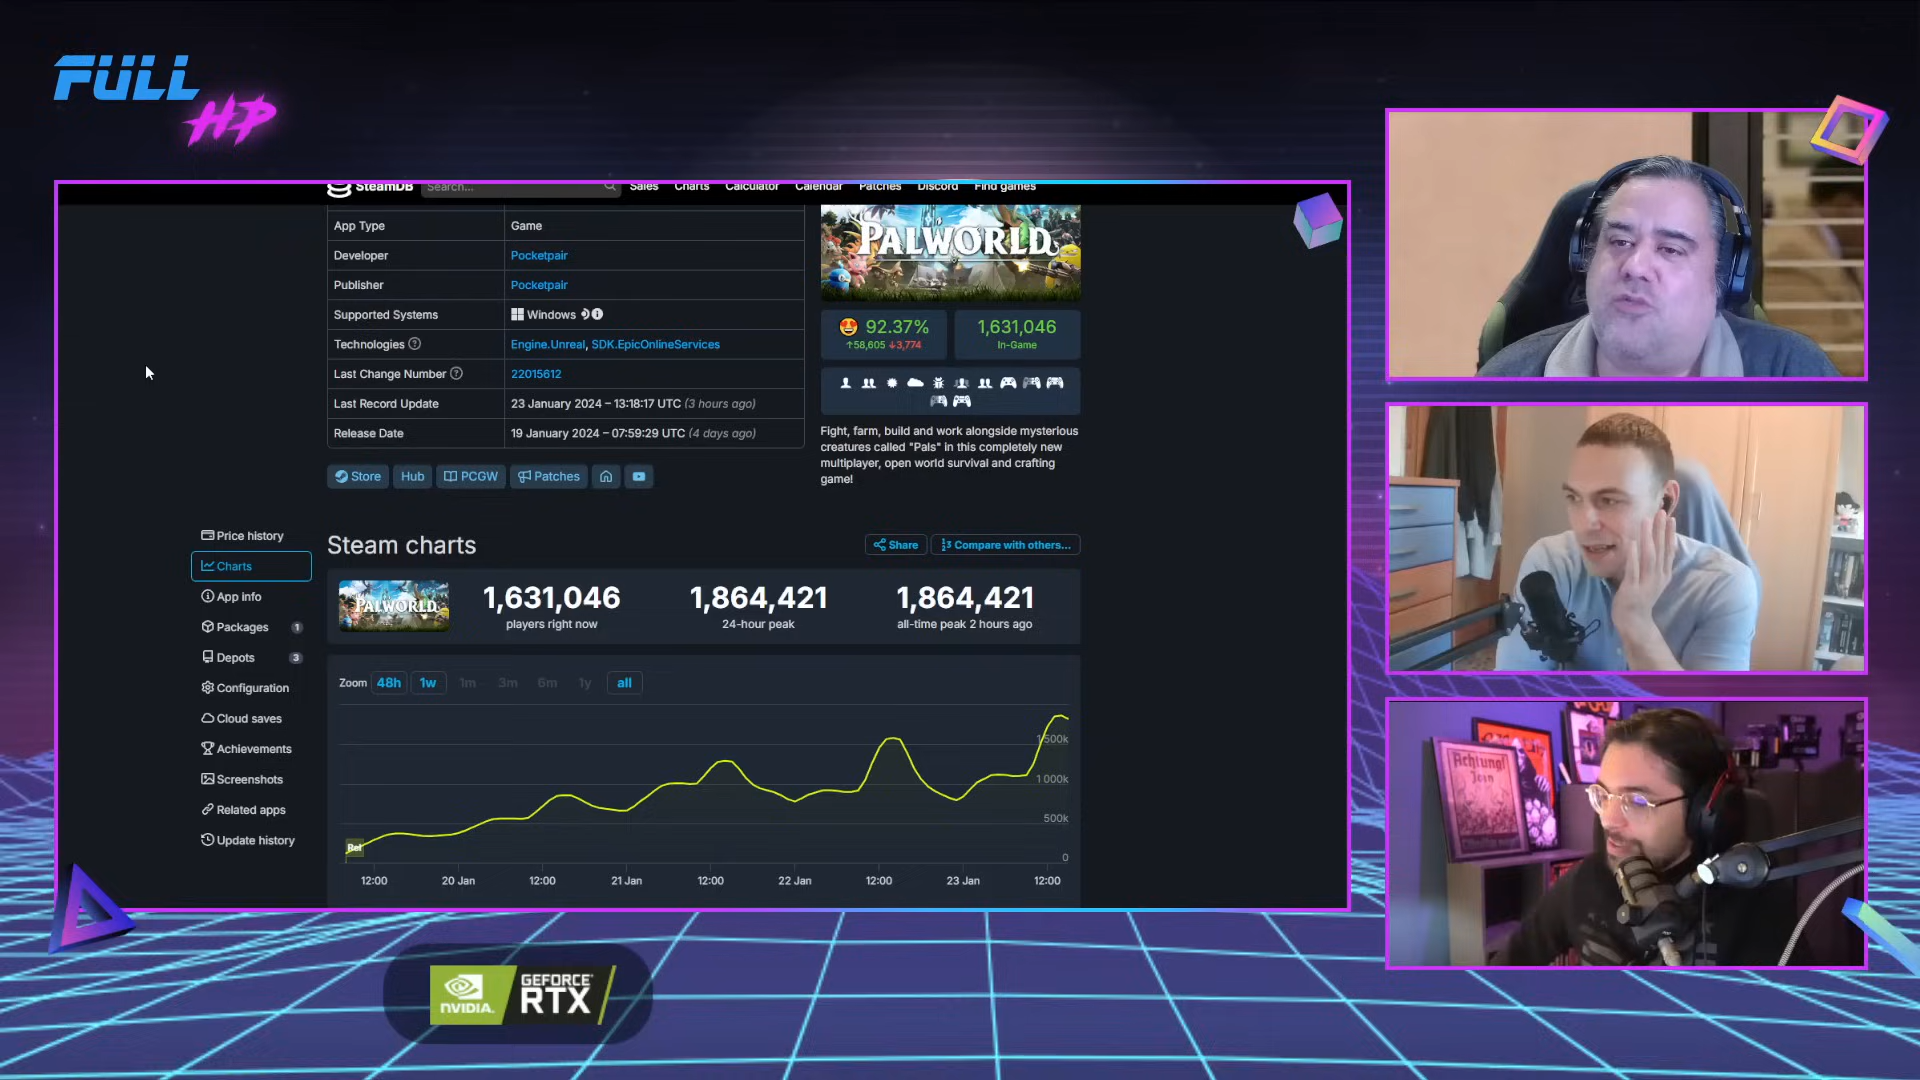 FULL
HP
SteamDB
Search...
Sales
Charts
Calculator
Calendar
Patches
Discord
Find games
App Type
Game
Developer
Pocketpair
Publisher
Pocketpair
Supported Systems
Windows
Technologies
Engine.Unreal, SDK.EpicOnlineServices
Last Change Number
22015612
Last Record Update
23 January 2024 – 13:18:17 UTC (3 hours ago)
Release Date
19 January 2024 – 07:59:29 UTC (4 days ago)
PALWORLD
92.37%
↑58,605 ↓3,774
1,631,046
In-Game
Fight, farm, build and work alongside mysterious
creatures called "Pals" in this completely new
multiplayer, open world survival and crafting
game!
Store
Hub
PCGW
Patches
Price history
Charts
App info
Packages 1
Depots 3
Configuration
Cloud saves
Achievements
Screenshots
Related apps
Update history
Steam charts
Share
Compare with others...
PALWORLD
1,631,046
players right now
1,864,421
24-hour peak
1,864,421
all-time peak 2 hours ago
Zoom 48h 1w 1m 3m 6m 1y all
1 500k
1 000k
500k
0
Rel
12:00 20 Jan 12:00 21 Jan 12:00 22 Jan 12:00 23 Jan 12:00
Achtung!
Jein
NVIDIA.
GEFORCE
RTX